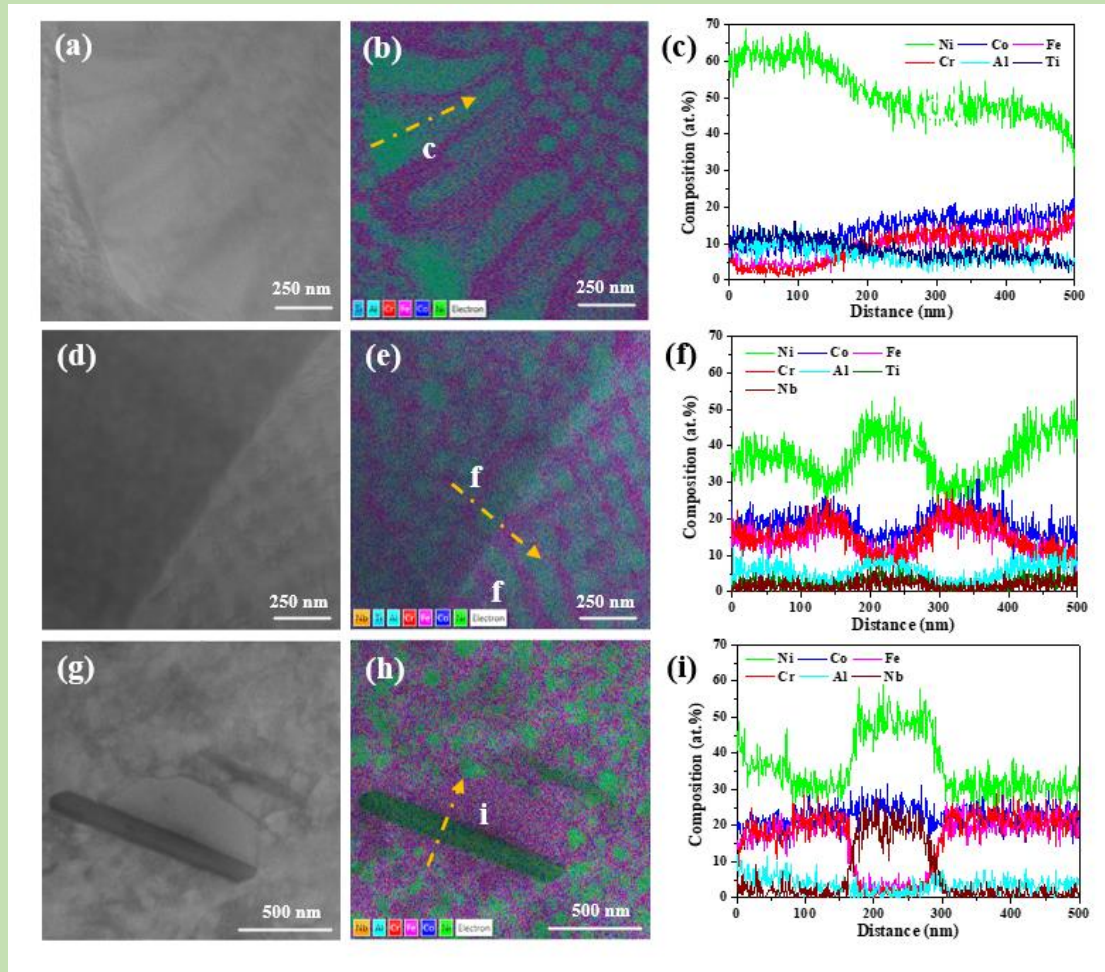 (a)
250 nm
(b)
c
250 nm
Ti Al Cr Fe Co Ni Electron
(c)
Ni Co Fe
Cr Al Ti
Composition (at.%)
70
60
50
40
30
20
10
0
0 100 200 300 400 500
Distance (nm)
(d)
250 nm
(e)
f
f
250 nm
Nb Ti Al Cr Fe Co Ni Electron
(f)
Ni Co Fe
Cr Al Ti
Nb
Composition (at.%)
70
60
50
40
30
20
10
0
0 100 200 300 400 500
Distance (nm)
(g)
500 nm
(h)
i
500 nm
Nb Al Cr Fe Co Ni Electron
(i)
Ni Co Fe
Cr Al Nb
Composition (at.%)
70
60
50
40
30
20
10
0
0 100 200 300 400 500
Distance (nm)